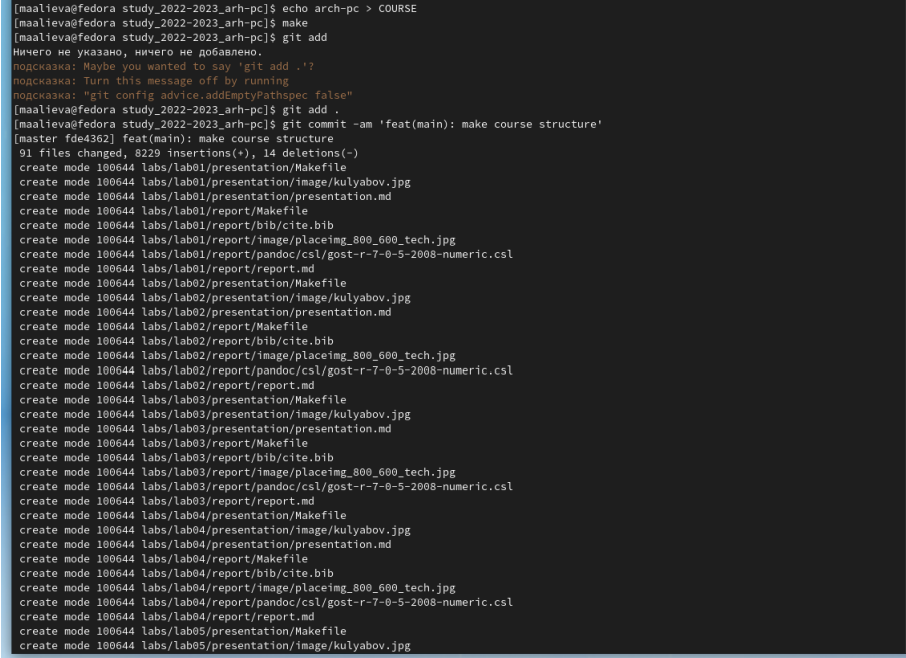 [maalieva@fedora study_2022-2023_arh-pc]$ echo arch-pc > COURSE
[maalieva@fedora study_2022-2023_arh-pc]$ make
[maalieva@fedora study_2022-2023_arh-pc]$ git add
Ничего не указано, ничего не добавлено.
подсказка: Maybe you wanted to say 'git add .'?
подсказка: Turn this message off by running
подсказка: "git config advice.addEmptyPathspec false"
[maalieva@fedora study_2022-2023_arh-pc]$ git add .
[maalieva@fedora study_2022-2023_arh-pc]$ git commit -am 'feat(main): make course structure'
[master fde4362] feat(main): make course structure
 91 files changed, 8229 insertions(+), 14 deletions(-)
 create mode 100644 labs/lab01/presentation/Makefile
 create mode 100644 labs/lab01/presentation/image/kulyabov.jpg
 create mode 100644 labs/lab01/presentation/presentation.md
 create mode 100644 labs/lab01/report/Makefile
 create mode 100644 labs/lab01/report/bib/cite.bib
 create mode 100644 labs/lab01/report/image/placeimg_800_600_tech.jpg
 create mode 100644 labs/lab01/report/pandoc/csl/gost-r-7-0-5-2008-numeric.csl
 create mode 100644 labs/lab01/report/report.md
 create mode 100644 labs/lab02/presentation/Makefile
 create mode 100644 labs/lab02/presentation/image/kulyabov.jpg
 create mode 100644 labs/lab02/presentation/presentation.md
 create mode 100644 labs/lab02/report/Makefile
 create mode 100644 labs/lab02/report/bib/cite.bib
 create mode 100644 labs/lab02/report/image/placeimg_800_600_tech.jpg
 create mode 100644 labs/lab02/report/pandoc/csl/gost-r-7-0-5-2008-numeric.csl
 create mode 100644 labs/lab02/report/report.md
 create mode 100644 labs/lab03/presentation/Makefile
 create mode 100644 labs/lab03/presentation/image/kulyabov.jpg
 create mode 100644 labs/lab03/presentation/presentation.md
 create mode 100644 labs/lab03/report/Makefile
 create mode 100644 labs/lab03/report/bib/cite.bib
 create mode 100644 labs/lab03/report/image/placeimg_800_600_tech.jpg
 create mode 100644 labs/lab03/report/pandoc/csl/gost-r-7-0-5-2008-numeric.csl
 create mode 100644 labs/lab03/report/report.md
 create mode 100644 labs/lab04/presentation/Makefile
 create mode 100644 labs/lab04/presentation/image/kulyabov.jpg
 create mode 100644 labs/lab04/presentation/presentation.md
 create mode 100644 labs/lab04/report/Makefile
 create mode 100644 labs/lab04/report/bib/cite.bib
 create mode 100644 labs/lab04/report/image/placeimg_800_600_tech.jpg
 create mode 100644 labs/lab04/report/pandoc/csl/gost-r-7-0-5-2008-numeric.csl
 create mode 100644 labs/lab04/report/report.md
 create mode 100644 labs/lab05/presentation/Makefile
 create mode 100644 labs/lab05/presentation/image/kulyabov.jpg